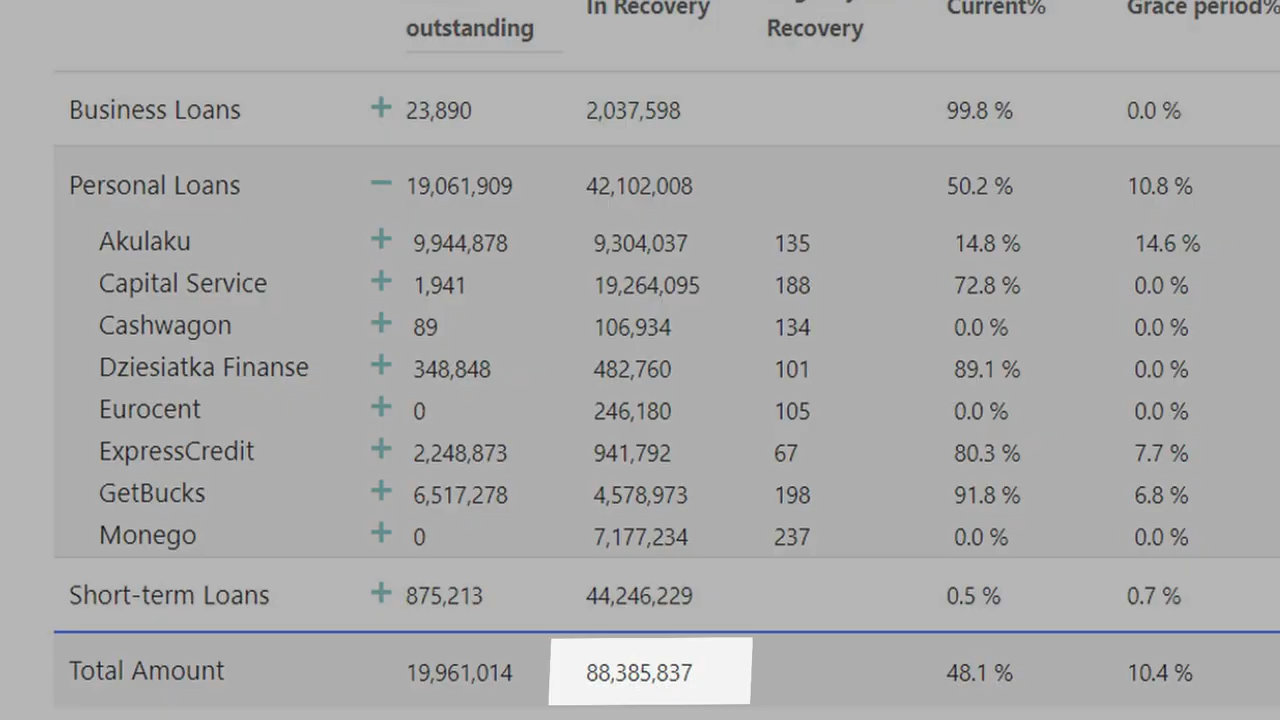 outstanding In Recovery Recovery Current% Grace period%
Business Loans + 23,890 2,037,598 99.8 % 0.0 %
Personal Loans − 19,061,909 42,102,008 50.2 % 10.8 %
Akulaku + 9,944,878 9,304,037 135 14.8 % 14.6 %
Capital Service + 1,941 19,264,095 188 72.8 % 0.0 %
Cashwagon + 89 106,934 134 0.0 % 0.0 %
Dziesiatka Finanse + 348,848 482,760 101 89.1 % 0.0 %
Eurocent + 0 246,180 105 0.0 % 0.0 %
ExpressCredit + 2,248,873 941,792 67 80.3 % 7.7 %
GetBucks + 6,517,278 4,578,973 198 91.8 % 6.8 %
Monego + 0 7,177,234 237 0.0 % 0.0 %
Short-term Loans + 875,213 44,246,229 0.5 % 0.7 %
Total Amount 19,961,014 88,385,837 48.1 % 10.4 %